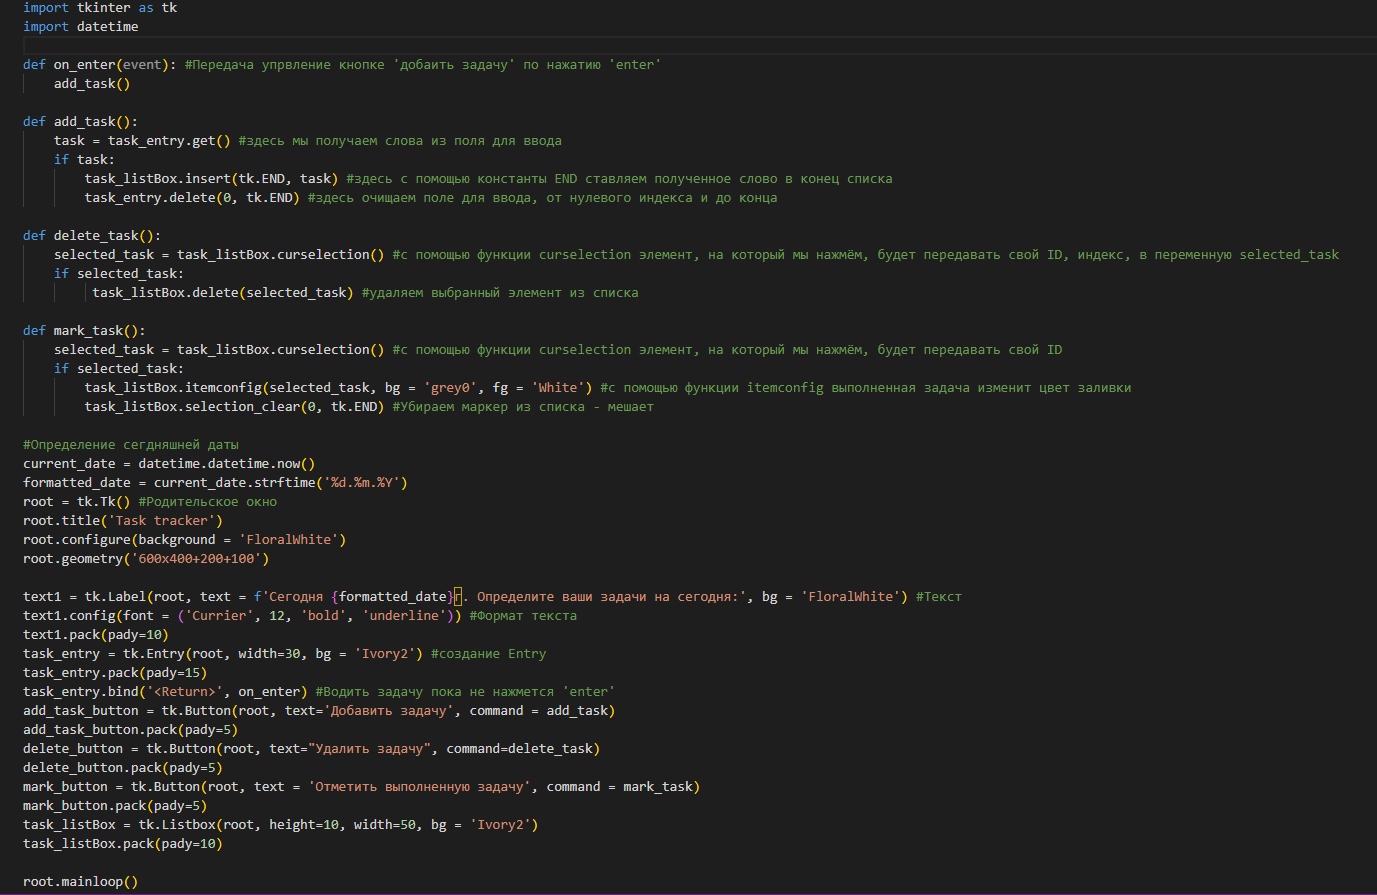 import tkinter as tk
import datetime
def on_enter(event): #Передача упрвление кнопке 'добаить задачу' по нажатию 'enter'
add_task()
def add_task():
task = task_entry.get() #здесь мы получаем слова из поля для ввода
if task:
task_listBox.insert(tk.END, task) #здесь с помощью константы END ставляем полученное слово в конец списка
task_entry.delete(0, tk.END) #здесь очищаем поле для ввода, от нулевого индекса и до конца
def delete_task():
selected_task = task_listBox.curselection() #с помощью функции curselection элемент, на который мы нажмём, будет передавать свой ID, индекс, в переменную selected_task
if selected_task:
task_listBox.delete(selected_task) #удаляем выбранный элемент из списка
def mark_task():
selected_task = task_listBox.curselection() #с помощью функции curselection элемент, на который мы нажмём, будет передавать свой ID
if selected_task:
task_listBox.itemconfig(selected_task, bg = 'grey0', fg = 'White') #с помощью функции itemconfig выполненная задача изменит цвет заливки
task_listBox.selection_clear(0, tk.END) #Убираем маркер из списка - мешает
#Определение сегдняшней даты
current_date = datetime.datetime.now()
formatted_date = current_date.strftime('%d.%m.%Y')
root = tk.Tk() #Родительское окно
root.title('Task tracker')
root.configure(background = 'FloralWhite')
root.geometry('600x400+200+100')
text1 = tk.Label(root, text = f'Сегодня {formatted_date}г. Определите ваши задачи на сегодня:', bg = 'FloralWhite') #Текст
text1.config(font = ('Currier', 12, 'bold', 'underline')) #Формат текста
text1.pack(pady=10)
task_entry = tk.Entry(root, width=30, bg = 'Ivory2') #создание Entry
task_entry.pack(pady=15)
task_entry.bind('<Return>', on_enter) #Водить задачу пока не нажмется 'enter'
add_task_button = tk.Button(root, text='Добавить задачу', command = add_task)
add_task_button.pack(pady=5)
delete_button = tk.Button(root, text="Удалить задачу", command=delete_task)
delete_button.pack(pady=5)
mark_button = tk.Button(root, text = 'Отметить выполненную задачу', command = mark_task)
mark_button.pack(pady=5)
task_listBox = tk.Listbox(root, height=10, width=50, bg = 'Ivory2')
task_listBox.pack(pady=10)
root.mainloop()